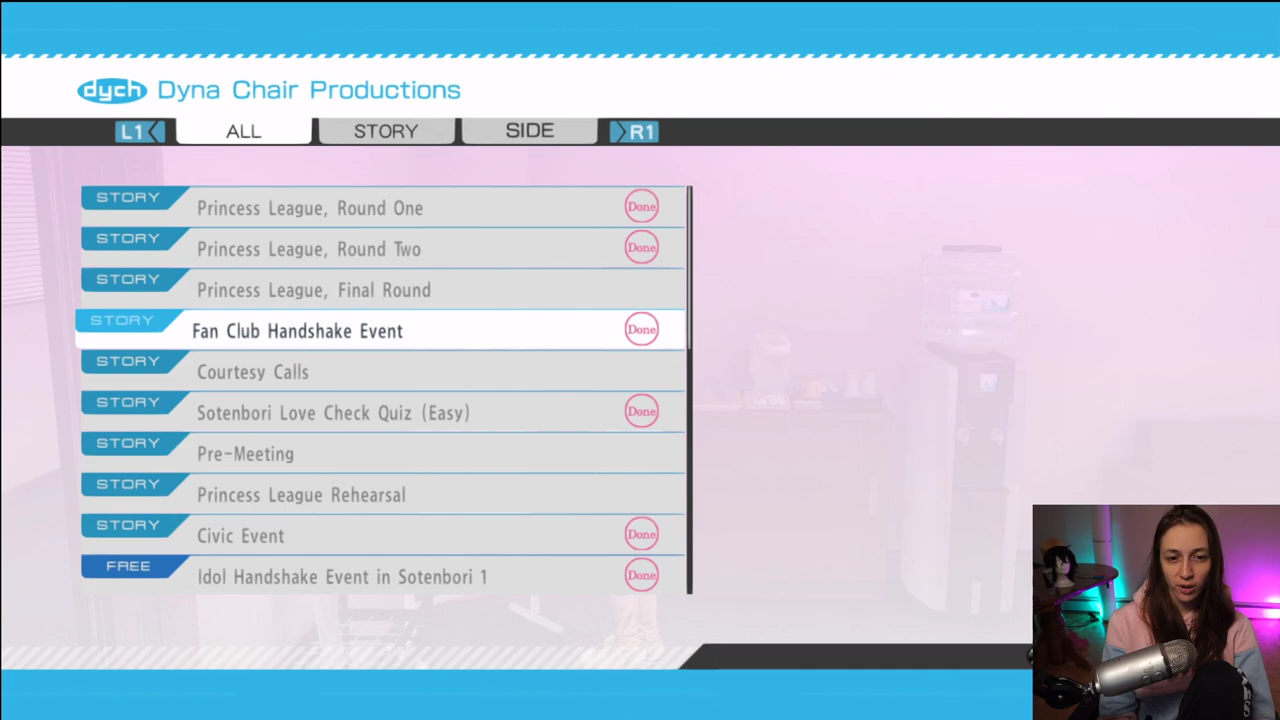 dych Dyna Chair Productions
L1 ALL STORY SIDE R1
STORY Princess League, Round One Done
STORY Princess League, Round Two Done
STORY Princess League, Final Round
STORY Fan Club Handshake Event Done
STORY Courtesy Calls
STORY Sotenbori Love Check Quiz (Easy) Done
STORY Pre-Meeting
STORY Princess League Rehearsal
STORY Civic Event Done
FREE Idol Handshake Event in Sotenbori 1 Done